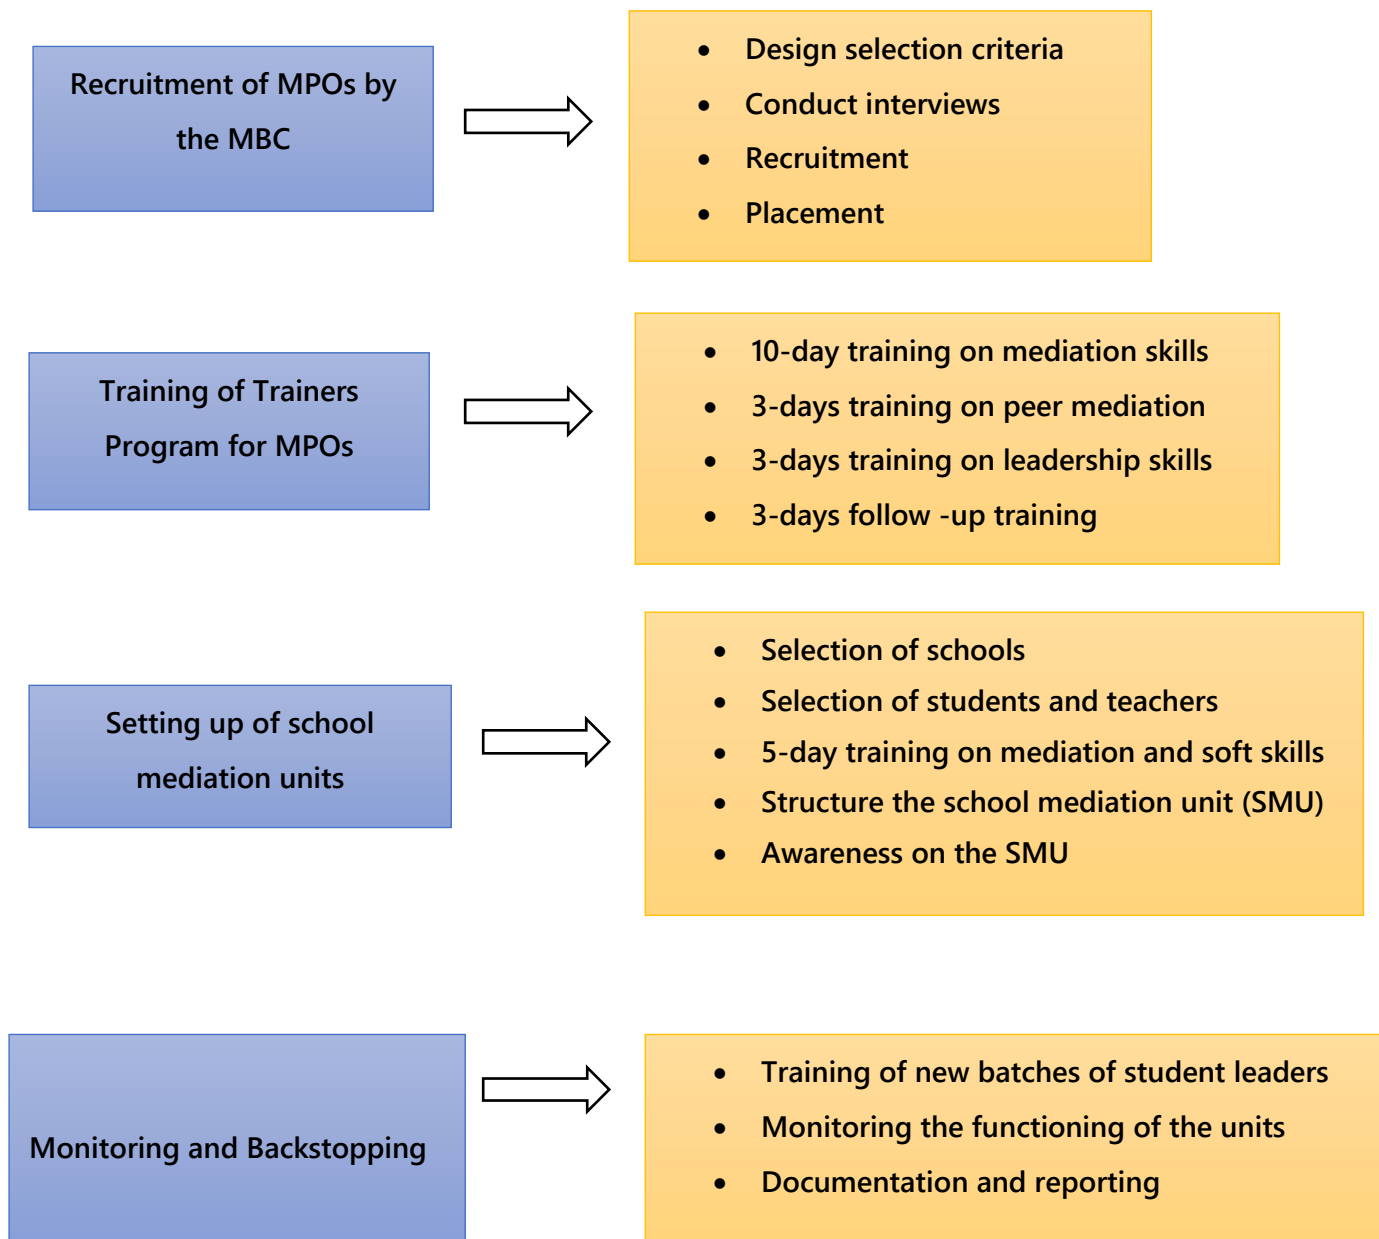 Recruitment of MPOs by
the MBC
• Design selection criteria
• Conduct interviews
• Recruitment
• Placement
Training of Trainers
Program for MPOs
• 10-day training on mediation skills
• 3-days training on peer mediation
• 3-days training on leadership skills
• 3-days follow -up training
Setting up of school
mediation units
• Selection of schools
• Selection of students and teachers
• 5-day training on mediation and soft skills
• Structure the school mediation unit (SMU)
• Awareness on the SMU
Monitoring and Backstopping
• Training of new batches of student leaders
• Monitoring the functioning of the units
• Documentation and reporting